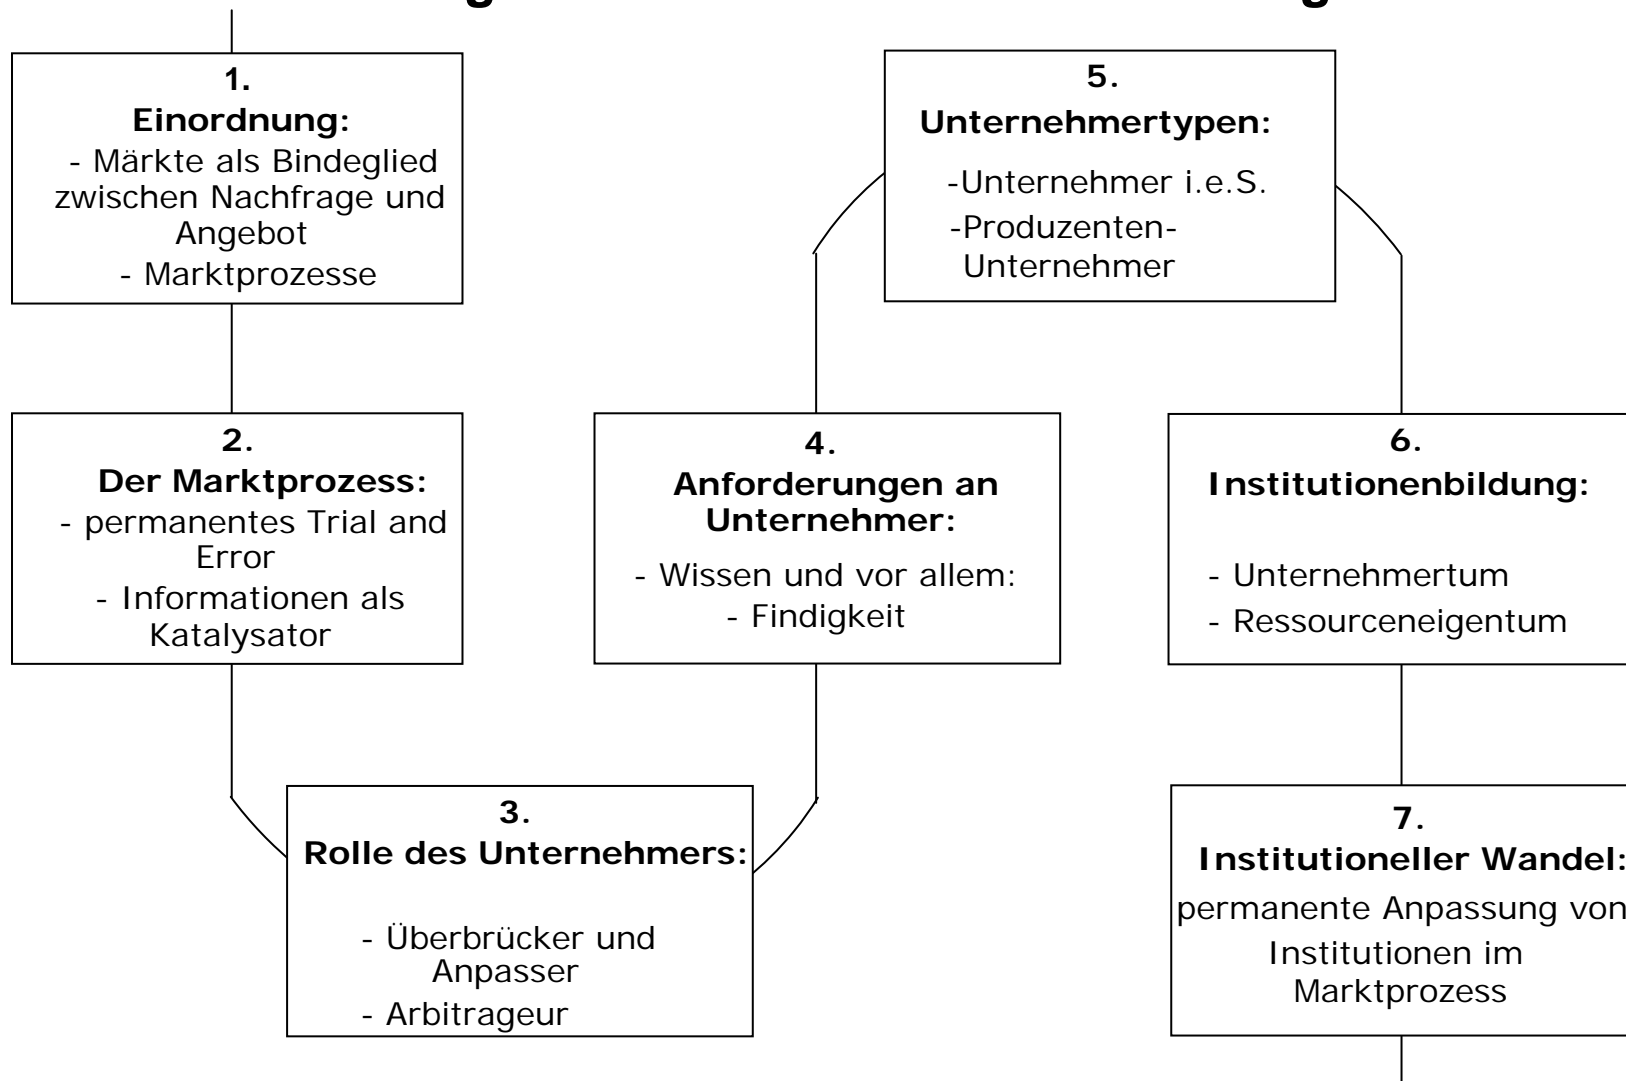 1.
Einordnung:
- Märkte als Bindeglied
zwischen Nachfrage und
Angebot
- Marktprozesse
2.
Der Marktprozess:
- permanentes Trial and
Error
- Informationen als
Katalysator
3.
Rolle des Unternehmers:
- Überbrücker und
Anpasser
- Arbitrageur
4.
Anforderungen an
Unternehmer:
- Wissen und vor allem:
- Findigkeit
5.
Unternehmertypen:
-Unternehmer i.e.S.
-Produzenten-
Unternehmer
6.
Institutionenbildung:
- Unternehmertum
- Ressourceneigentum
7.
Institutioneller Wandel:
permanente Anpassung von
Institutionen im
Marktprozess